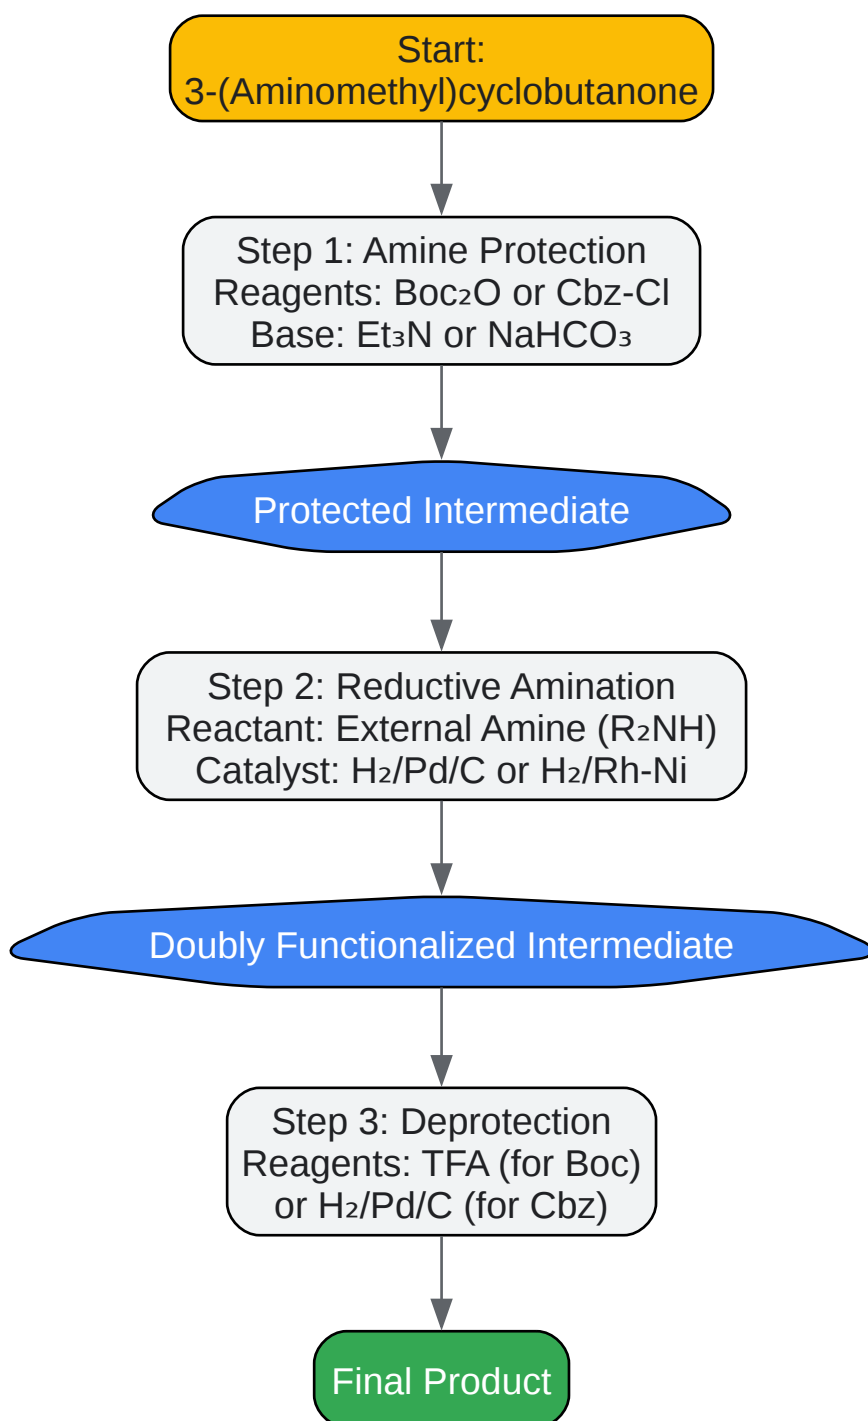 Start:
3-(Aminomethyl)cyclobutanone
Step 1: Amine Protection
Reagents: Boc₂O or Cbz-Cl
Base: Et₃N or NaHCO₃
Protected Intermediate
Step 2: Reductive Amination
Reactant: External Amine (R₂NH)
Catalyst: H₂/Pd/C or H₂/Rh-Ni
Doubly Functionalized Intermediate
Step 3: Deprotection
Reagents: TFA (for Boc)
or H₂/Pd/C (for Cbz)
Final Product